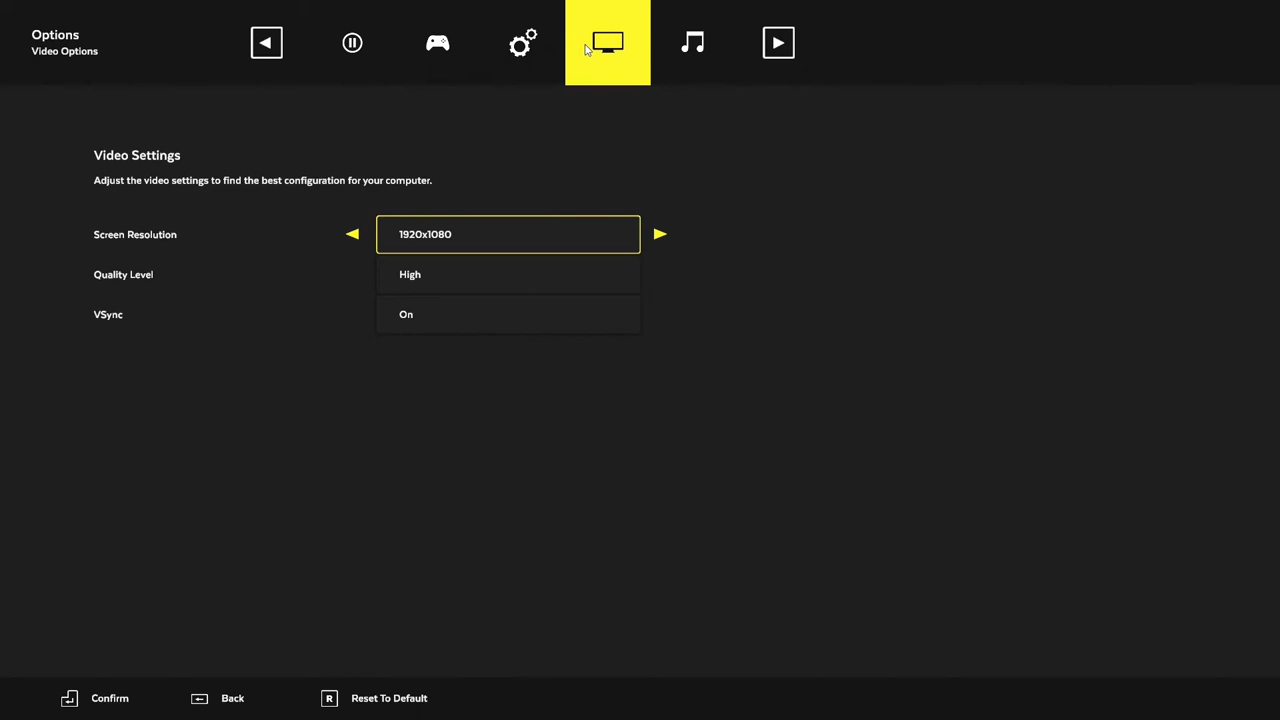 Options
Video Options
Video Settings
Adjust the video settings to find the best configuration for your computer.
Screen Resolution 1920x1080
Quality Level High
VSync On
Confirm Back R Reset To Default